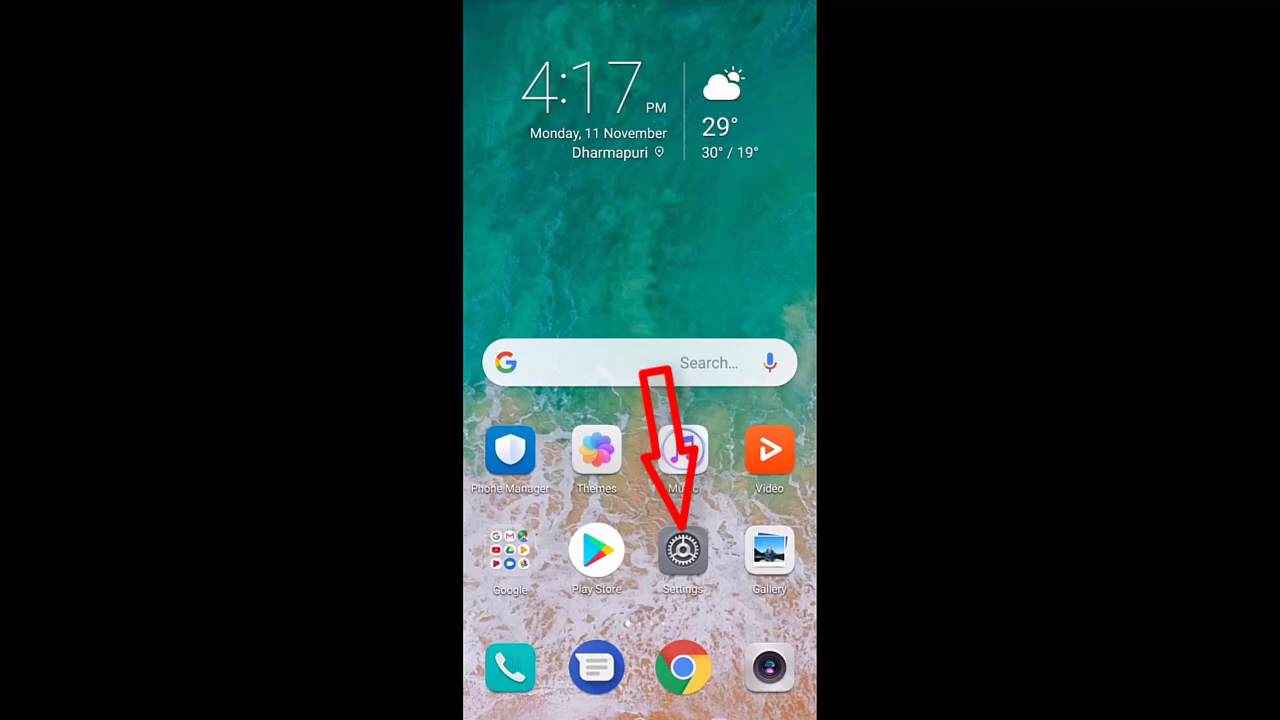 4:17 PM
Monday, 11 November
Dharmapuri
29°
30° / 19°
Search...
Phone Manager
Themes
Video
Google
Play Store
Settings
Gallery